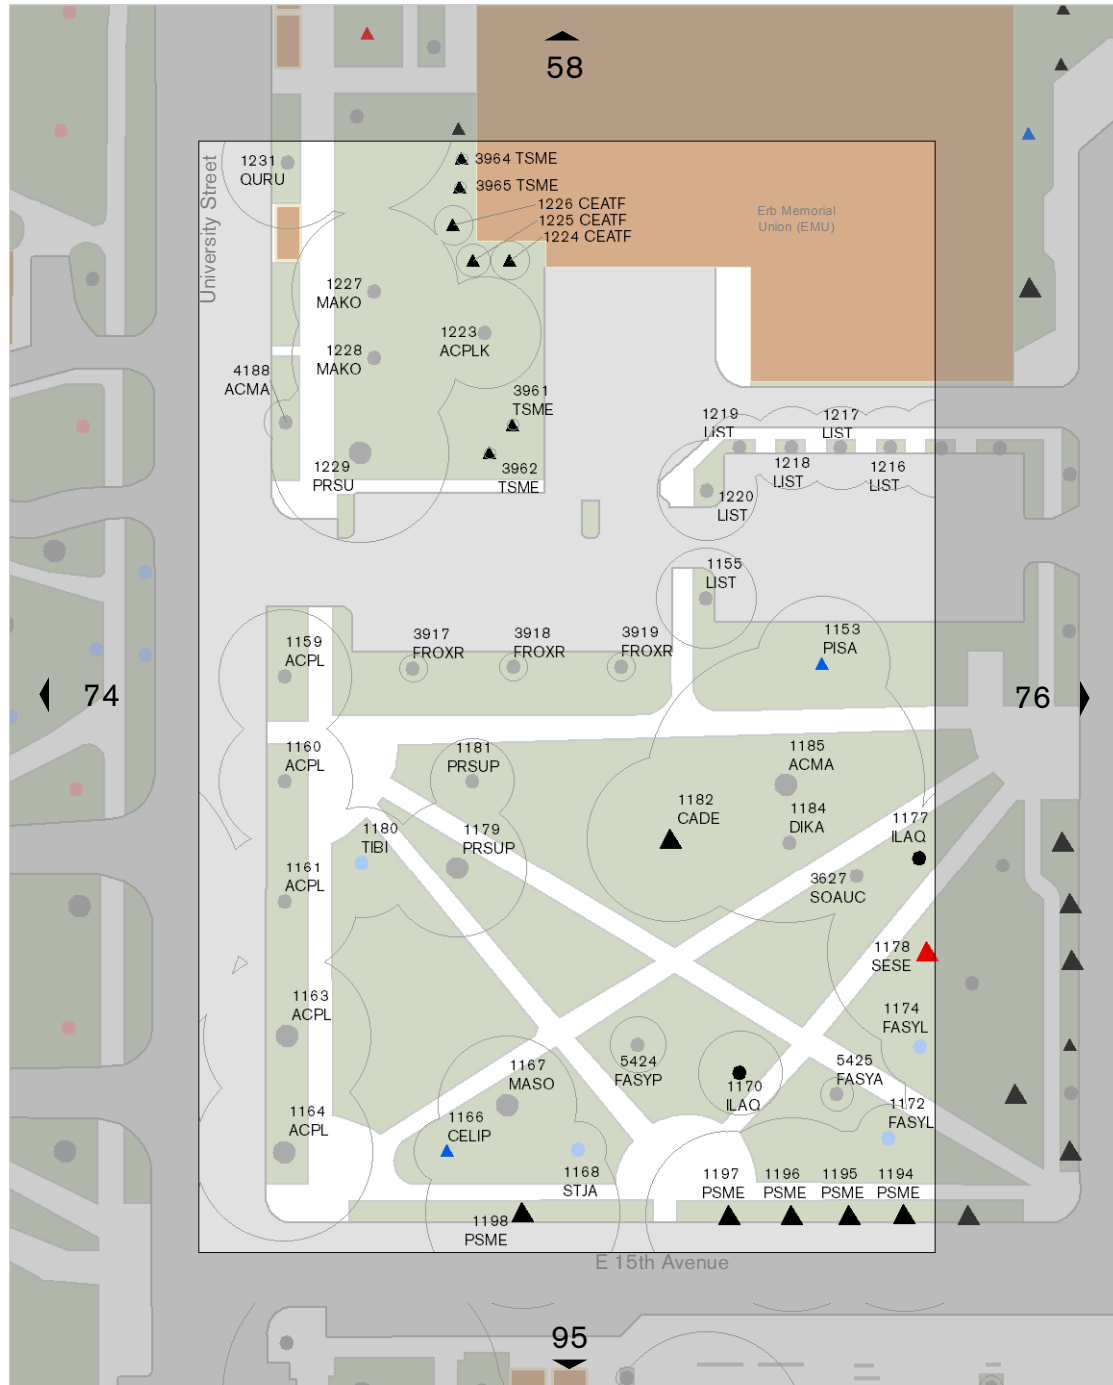 58
1231
QURU
University Street
3964 TSME
3965 TSME
1226 CEATF
1225 CEATF
1224 CEATF
Erb Memorial
Union (EMU)
1227
MAKO
1223
ACPLK
1228
MAKO
4188
ACMA
3961
TSME
1219
LIST
1217
LIST
1229
PRSU
3962
TSME
1218
LIST
1216
LIST
1220
LIST
1155
LIST
1159
ACPL
3917
FROXR
3918
FROXR
3919
FROXR
1153
PISA
74
76
1160
ACPL
1181
PRSUP
1185
ACMA
1182
CADE
1184
DIKA
1177
ILAQ
1180
TIBI
1179
PRSUP
1161
ACPL
3627
SOAUC
1178
SESE
1163
ACPL
1174
FASYL
1167
MASO
5424
FASYP
1170
ILAQ
5425
FASYA
1164
ACPL
1166
CELIP
1172
FASYL
1168
STJA
1197
PSME
1196
PSME
1195
PSME
1194
PSME
1198
PSME
E 15th Avenue
95